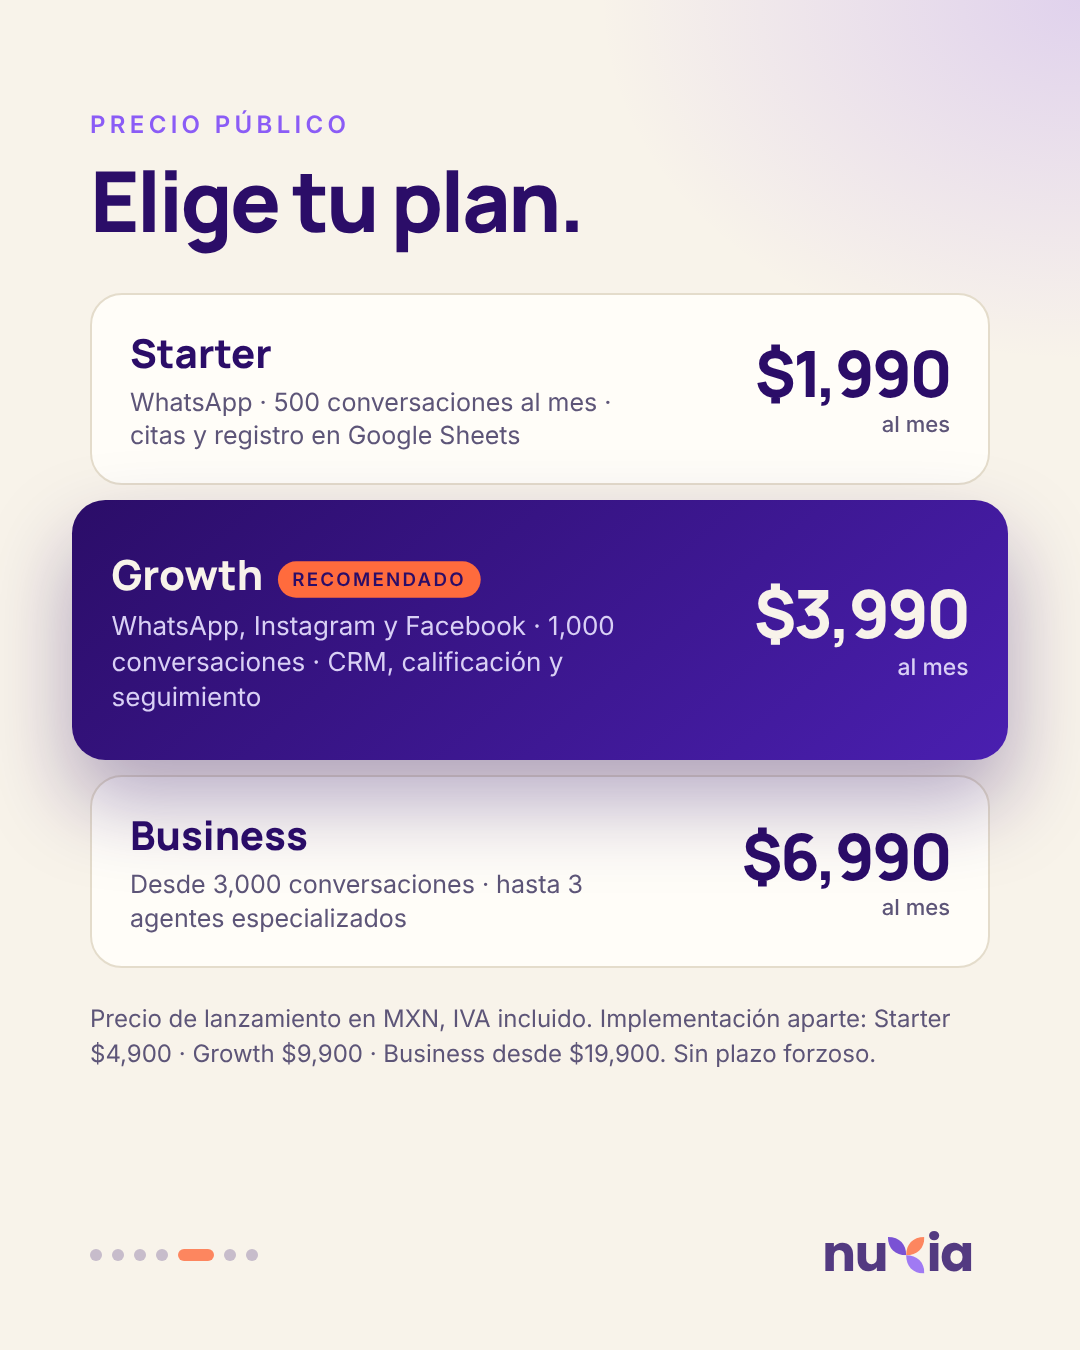 PRECIO PÚBLICO
Elige tu plan.
Starter
WhatsApp · 500 conversaciones al mes ·
citas y registro en Google Sheets
$1,990
al mes
Growth RECOMENDADO
WhatsApp, Instagram y Facebook · 1,000
conversaciones · CRM, calificación y
seguimiento
$3,990
al mes
Business
Desde 3,000 conversaciones · hasta 3
agentes especializados
$6,990
al mes
Precio de lanzamiento en MXN, IVA incluido. Implementación aparte: Starter
$4,900 · Growth $9,900 · Business desde $19,900. Sin plazo forzoso.
nuxia